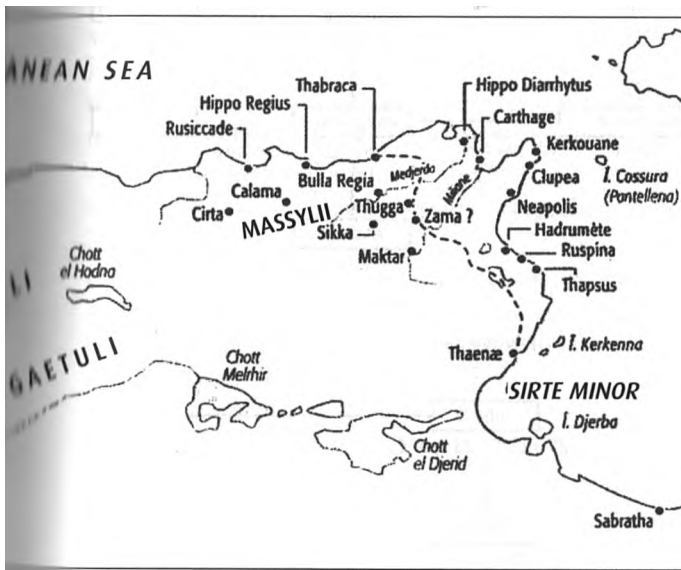 ANEAN SEA
Thabraca
Hippo Diarrhytus
Hippo Regius
Carthage
Rusiccade
Kerkouane
Bulla Regia
Medjerda
Clupea
Î. Cossura
(Pantellena)
Calama
Thugga
Miliane
Neapolis
Cirta
MASSYLII
Zama ?
Sikka
Hadrumète
Maktar
Ruspina
Chott
el Hodna
Thapsus
LI
GAETULI
Chott
Melrhir
Thaenæ
Î. Kerkenna
SIRTE MINOR
Î. Djerba
Chott
el Djerid
Sabratha